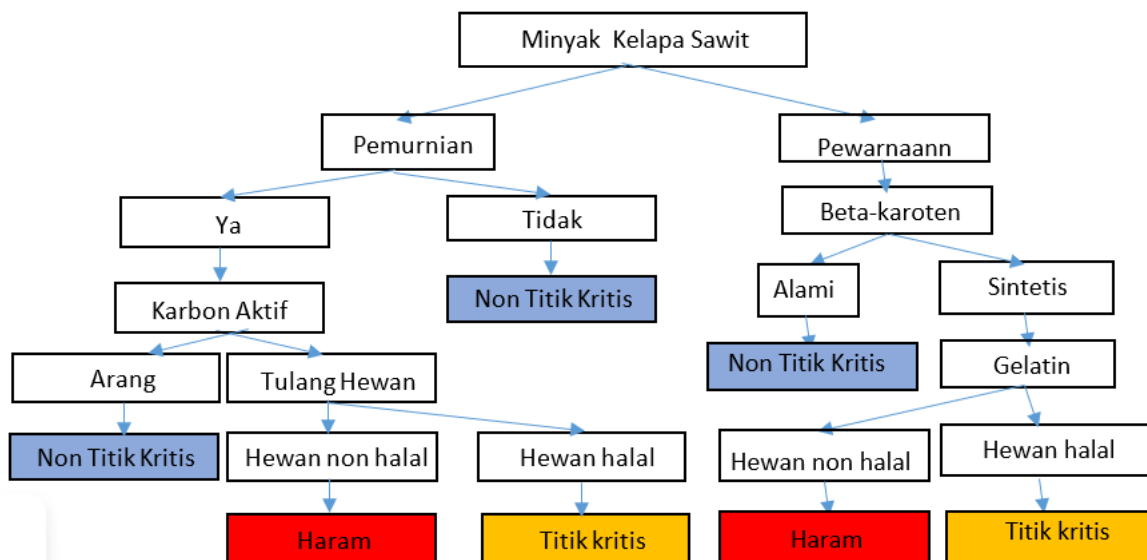 Minyak Kelapa Sawit
Pemurnian
Pewarnaann
Ya
Tidak
Beta-karoten
Karbon Aktif
Non Titik Kritis
Alami
Sintetis
Arang
Tulang Hewan
Non Titik Kritis
Gelatin
Non Titik Kritis
Hewan non halal
Hewan halal
Hewan non halal
Hewan halal
Haram
Titik kritis
Haram
Titik kritis